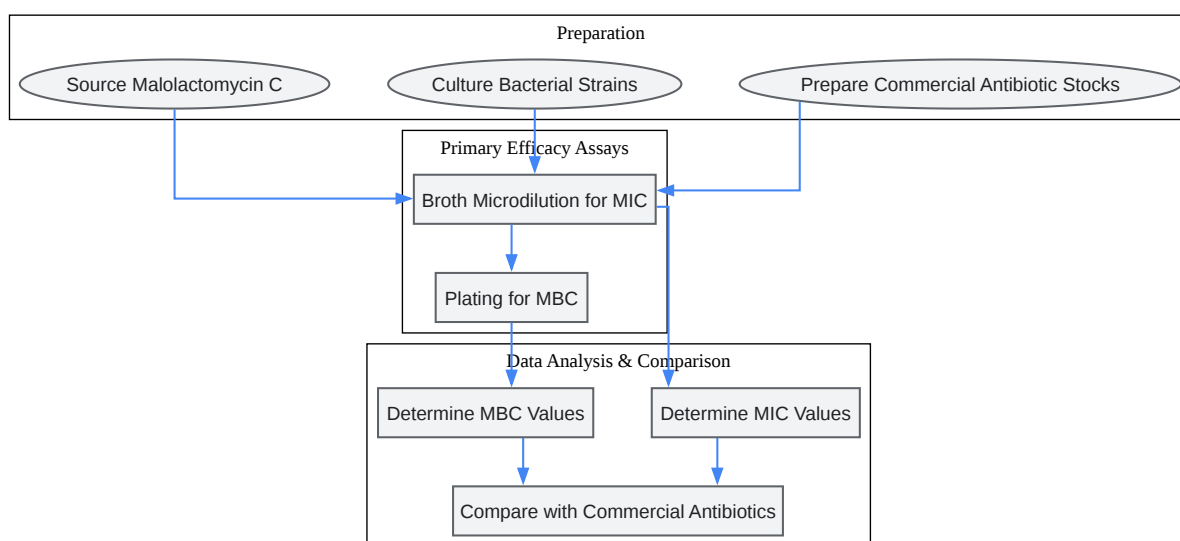 Preparation
Source Malolactomycin C
Culture Bacterial Strains
Prepare Commercial Antibiotic Stocks
Primary Efficacy Assays
Broth Microdilution for MIC
Plating for MBC
Data Analysis & Comparison
Determine MBC Values
Determine MIC Values
Compare with Commercial Antibiotics